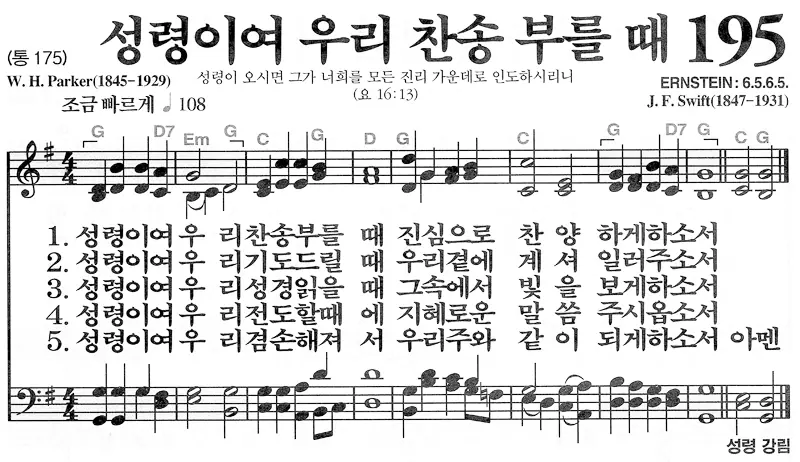 (통 175) 성령이여 우리 찬송 부를 때 195
W. H. Parker(1845-1929) 성령이 오시면 그가 너희를 모든 진리 가운데로 인도하시리니 ERNSTEIN : 6.5.6.5.
조금 빠르게 ♩ 108 (요 16:13) J. F. Swift(1847-1931)
G D7 Em G C G D G C G D7 G C G
4 4
1. 성령이여 우 리 찬송부를 때 진심으로 찬 양 하게하소서
2. 성령이여 우 리 기도드릴 때 우리곁에 계 셔 일러주소서
3. 성령이여 우 리 성경읽을 때 그속에서 빛 을 보게하소서
4. 성령이여 우 리 전도할때 에 지혜로운 말 씀 주시옵소서
5. 성령이여 우 리 겸손해져 서 우리주와 같 이 되게하소서 아멘
4 4
성령 강림